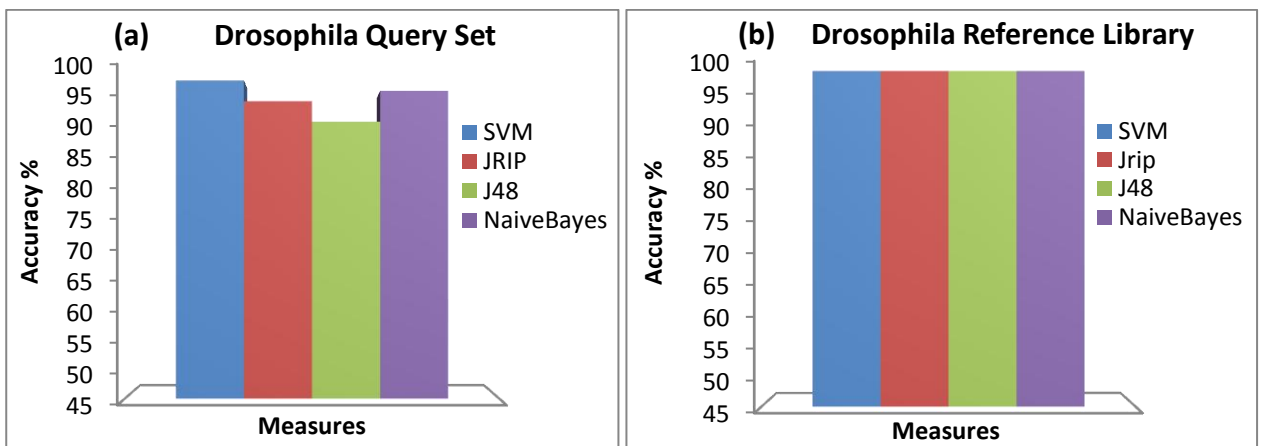 (a) Drosophila Query Set
100
95
90
85
80
75
70
65
60
55
50
45
Accuracy %
Measures
SVM
JRIP
J48
NaiveBayes
(b) Drosophila Reference Library
100
95
90
85
80
75
70
65
60
55
50
45
Accuracy %
Measures
SVM
Jrip
J48
NaiveBayes